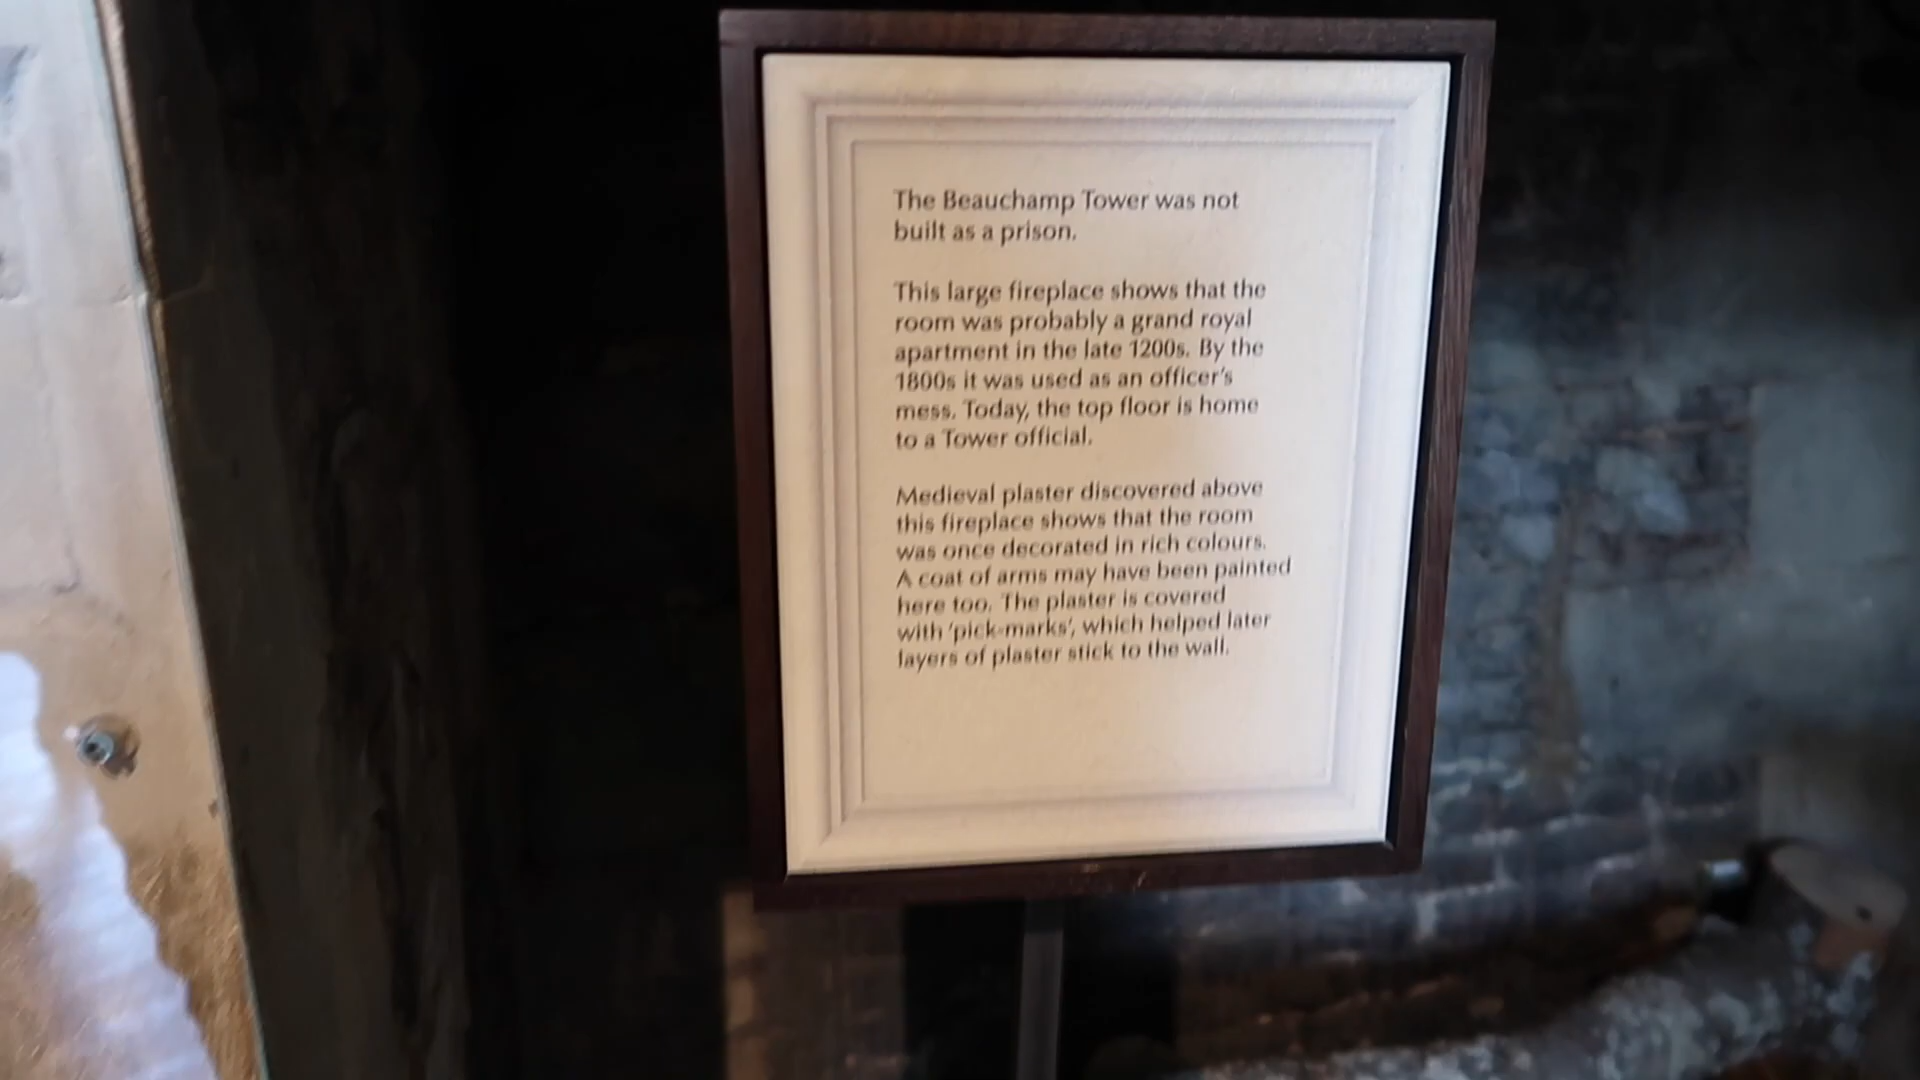 The Beauchamp Tower was not
built as a prison.
This large fireplace shows that the
room was probably a grand royal
apartment in the late 1200s. By the
1800s it was used as an officer's
mess. Today, the top floor is home
to a Tower official.
Medieval plaster discovered above
this fireplace shows that the room
was once decorated in rich colours.
A coat of arms may have been painted
here too. The plaster is covered
with 'pick-marks', which helped later
layers of plaster stick to the wall.